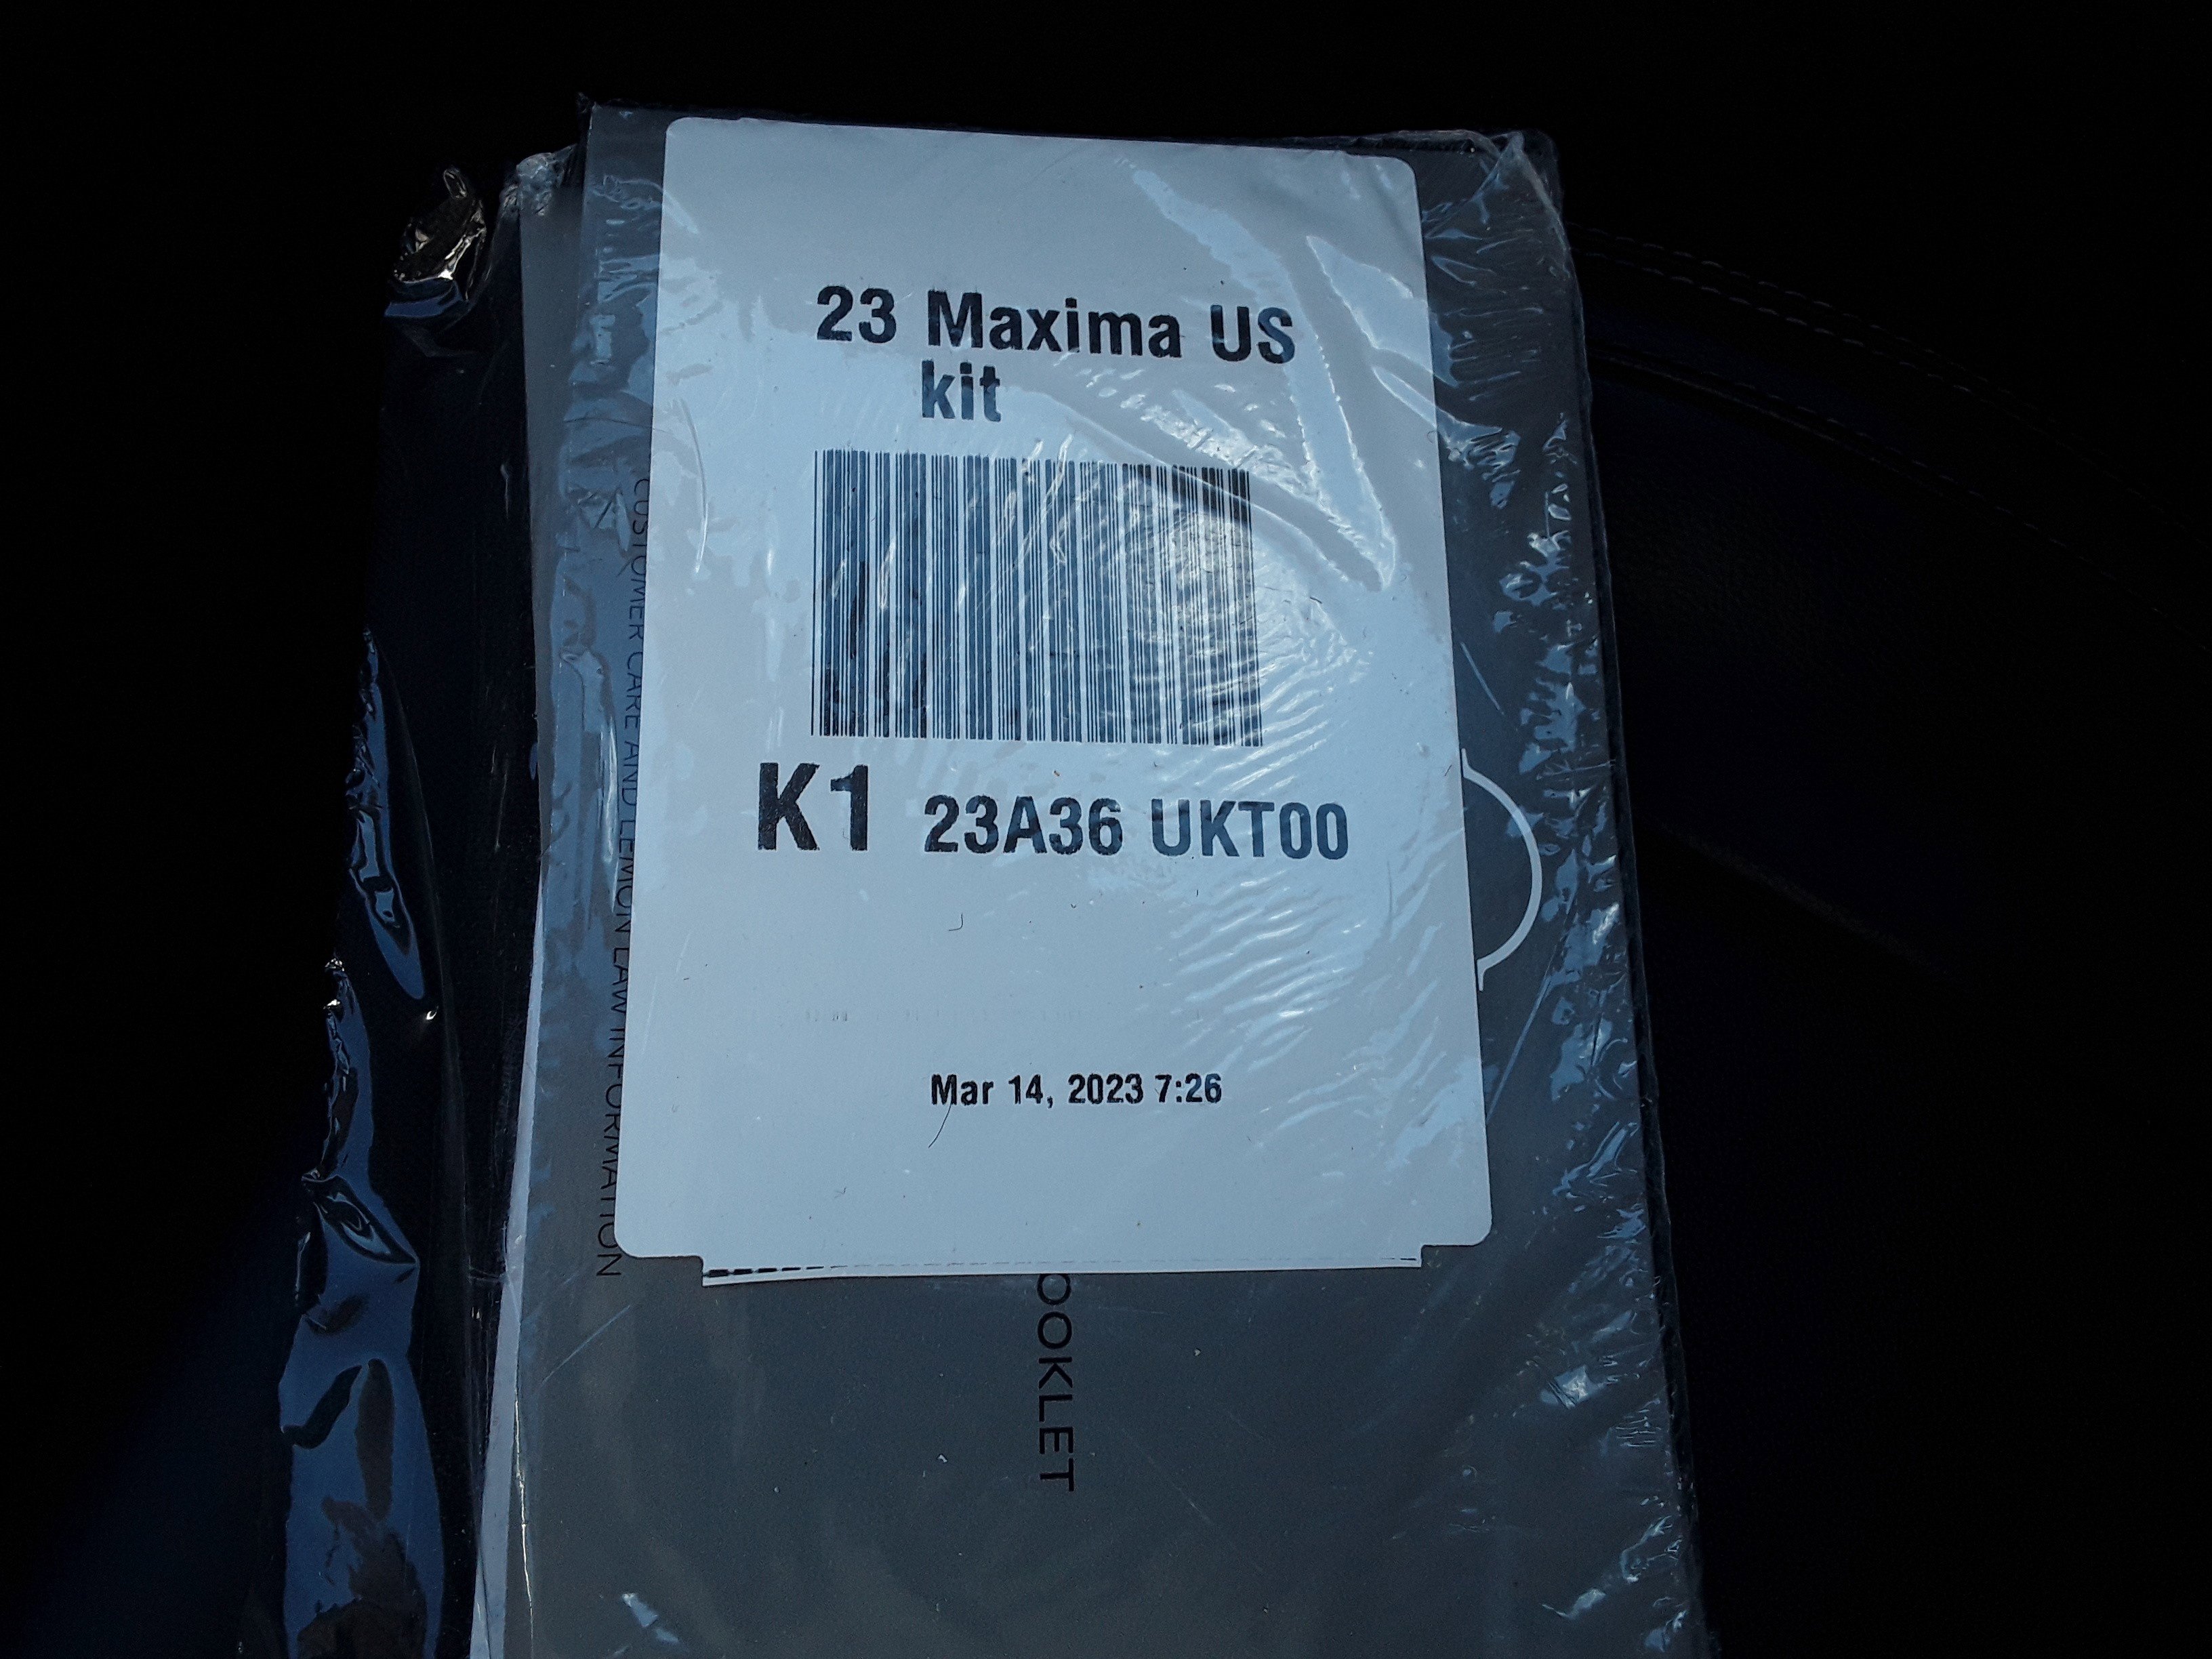 23 Maxima US
kit
K1 23A36 UKT00
Mar 14, 2023 7:26
CUSTOMER CARE AND LEMON LAW INFORMATION
OOKLET